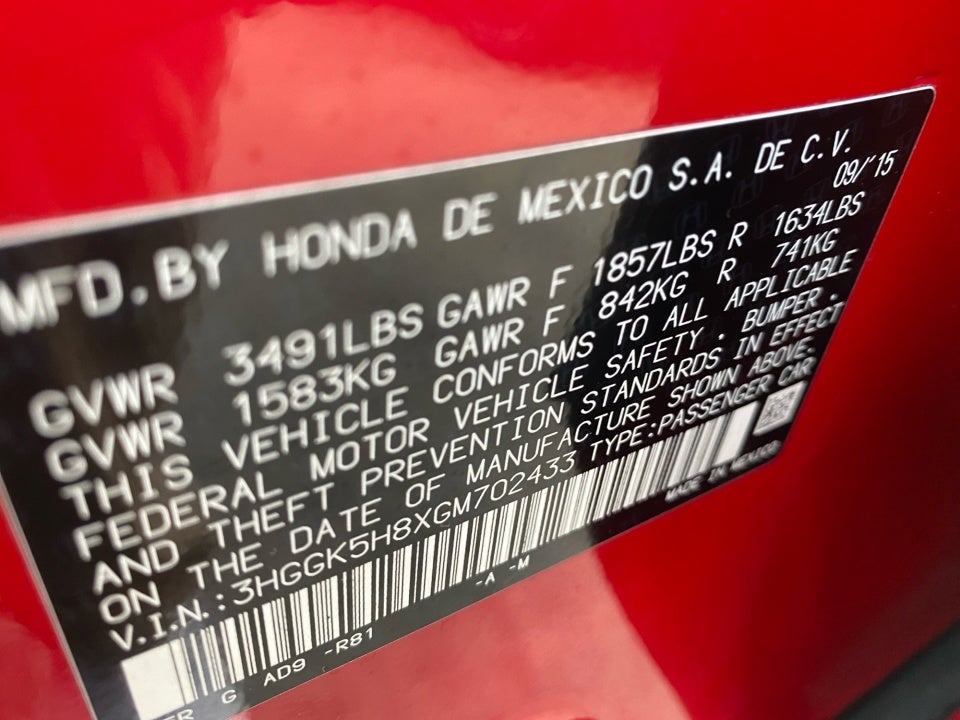 MFD. BY HONDA DE MEXICO S.A. DE C.V.
09/'15
GVWR 3491LBS GAWR F 1857LBS R 1634LBS
GVWR 1583KG GAWR F 842KG R 741KG
THIS VEHICLE CONFORMS TO ALL APPLICABLE
FEDERAL MOTOR VEHICLE SAFETY, BUMPER,
AND THEFT PREVENTION STANDARDS IN EFFECT
ON THE DATE OF MANUFACTURE SHOWN ABOVE.
V.I.N.:3HGGK5H8XGM702433 TYPE:PASSENGER CAR
MADE IN MEXICO
G AD9 -R81 -A -M